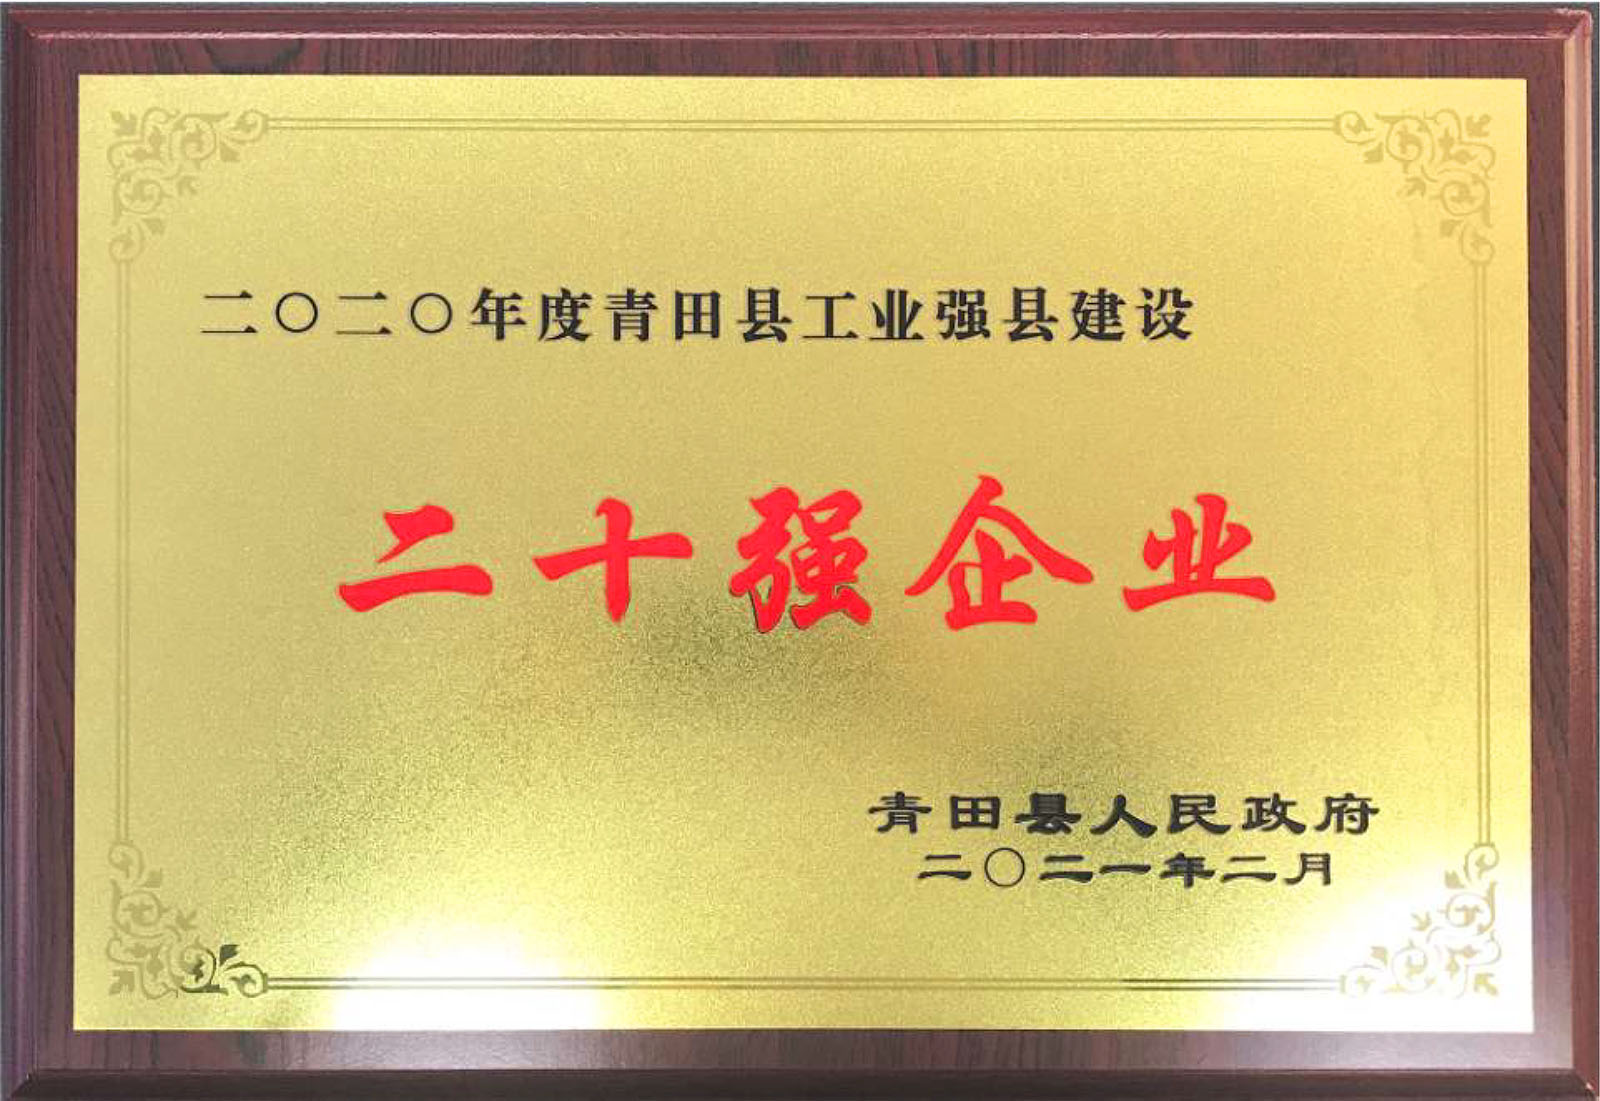 二〇二〇年度青田县工业强县建设
二十强企业
青田县人民政府
二〇二一年二月